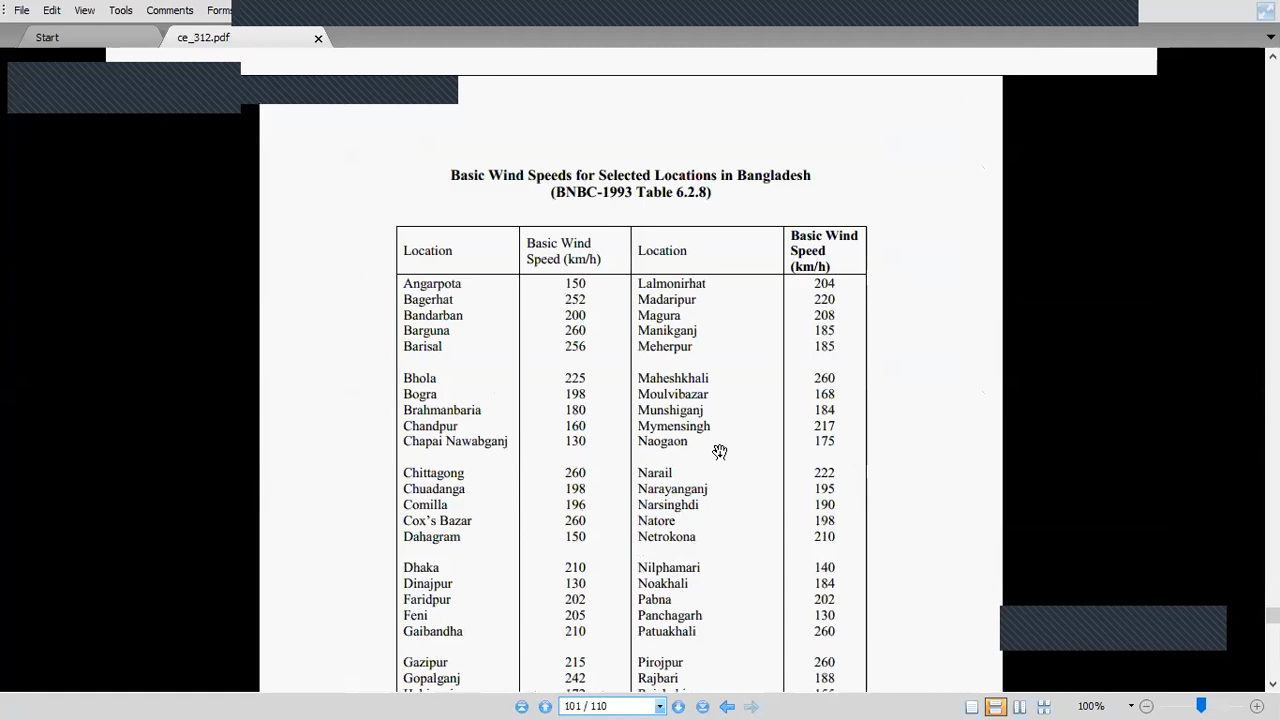 File Edit View Tools Comments Forms
Start ce_312.pdf
Basic Wind Speeds for Selected Locations in Bangladesh
(BNBC-1993 Table 6.2.8)
Location Basic Wind Speed (km/h) Location Basic Wind Speed (km/h)
Angarpota 150 Lalmonirhat 204
Bagerhat 252 Madaripur 220
Bandarban 200 Magura 208
Barguna 260 Manikganj 185
Barisal 256 Meherpur 185
Bhola 225 Maheshkhali 260
Bogra 198 Moulvibazar 168
Brahmanbaria 180 Munshiganj 184
Chandpur 160 Mymensingh 217
Chapai Nawabganj 130 Naogaon 175
Chittagong 260 Narail 222
Chuadanga 198 Narayanganj 195
Comilla 196 Narsinghdi 190
Cox’s Bazar 260 Natore 198
Dahagram 150 Netrokona 210
Dhaka 210 Nilphamari 140
Dinajpur 130 Noakhali 184
Faridpur 202 Pabna 202
Feni 205 Panchagarh 130
Gaibandha 210 Patuakhali 260
Gazipur 215 Pirojpur 260
Gopalganj 242 Rajbari 188
101 / 110 100%